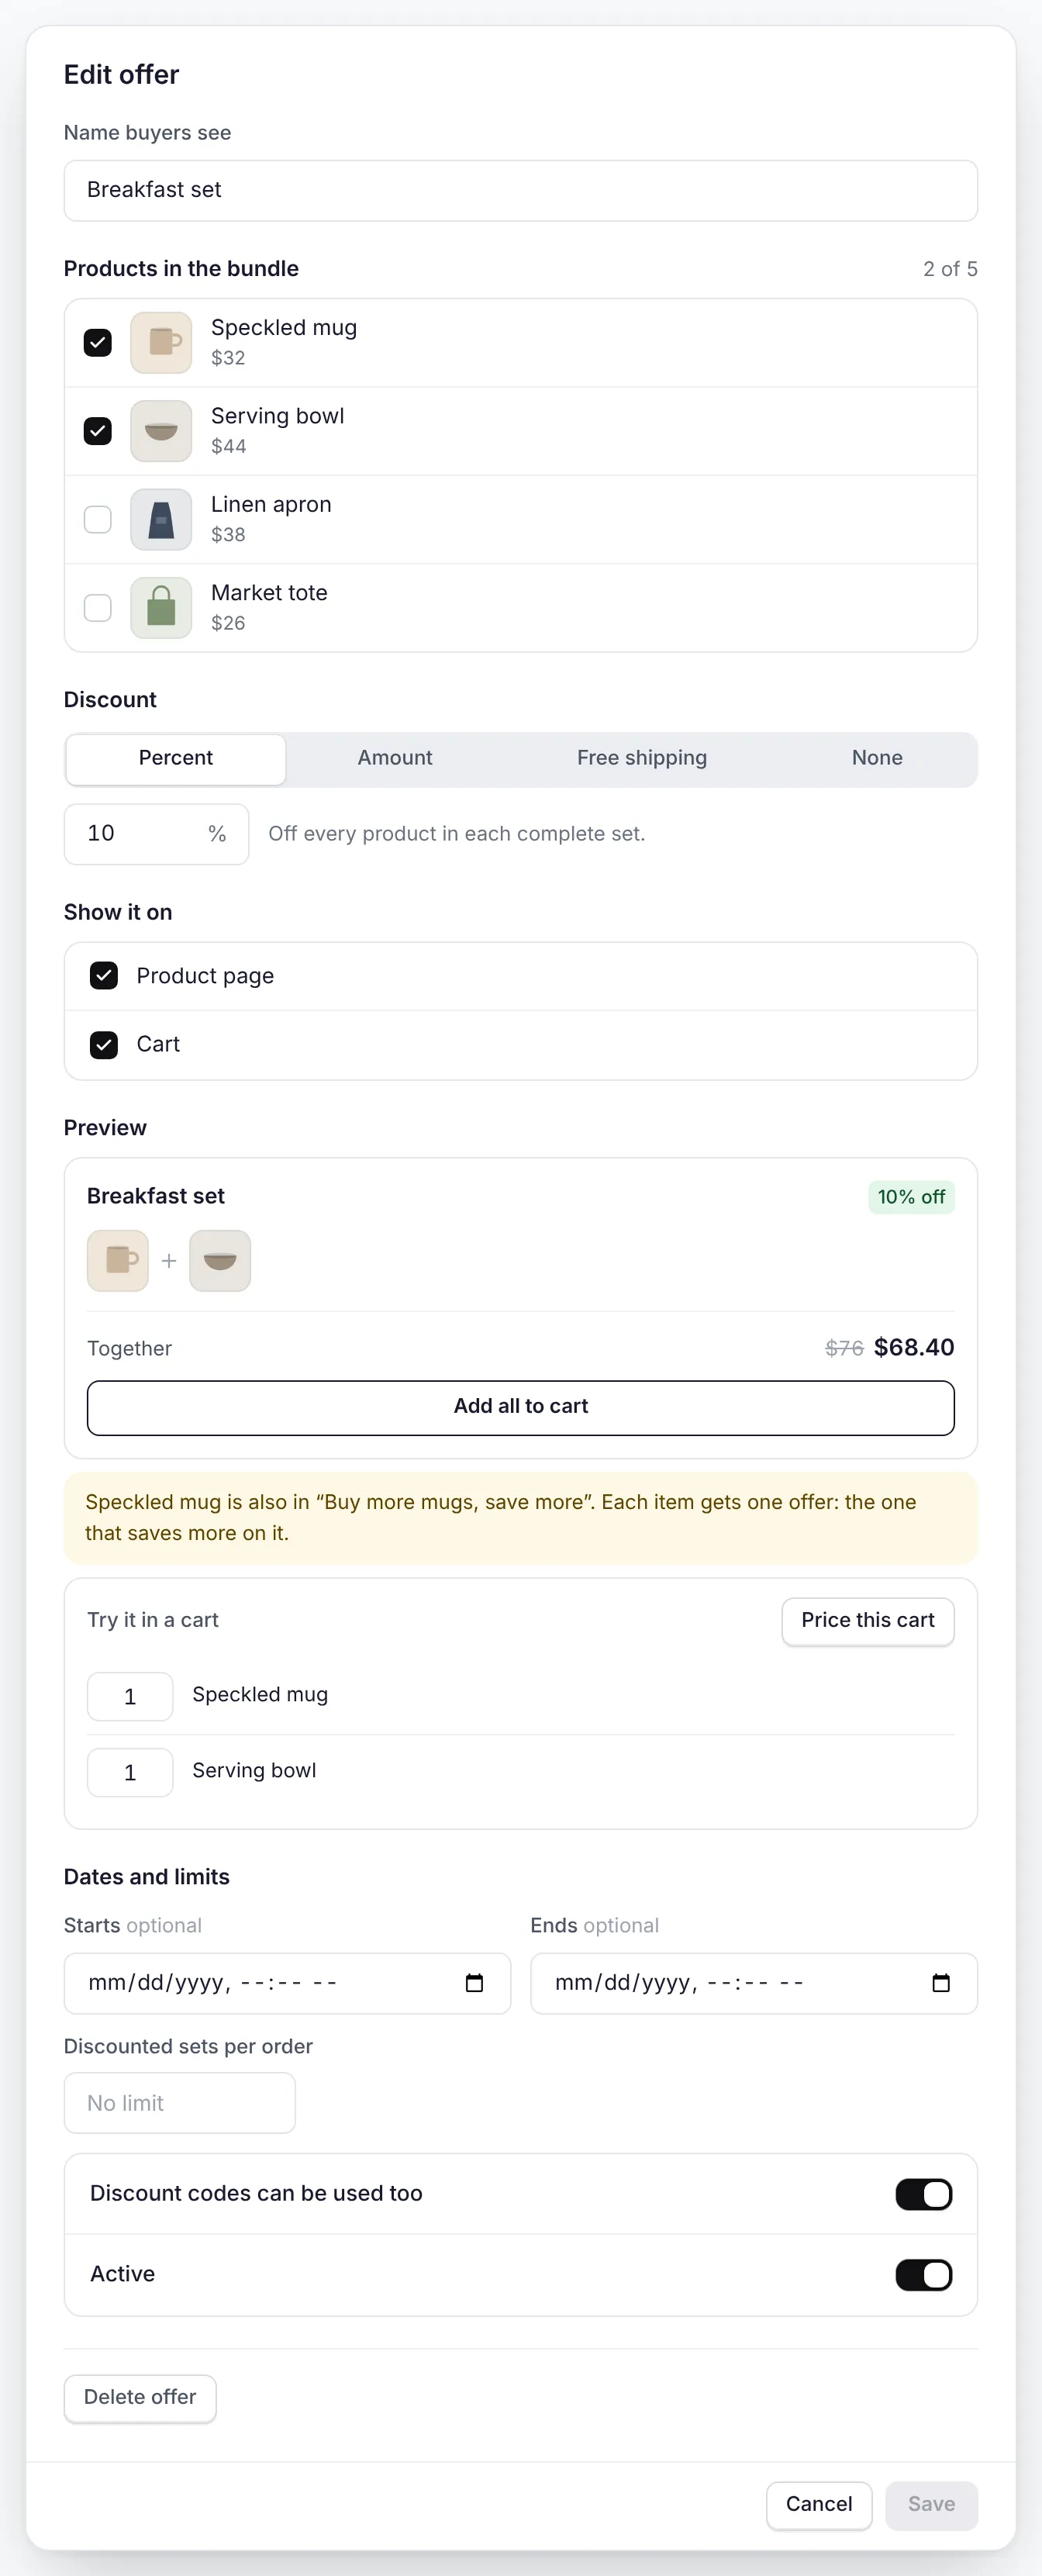 Edit offer
Name buyers see
Breakfast set
Products in the bundle 2 of 5
Speckled mug
$32
Serving bowl
$44
Linen apron
$38
Market tote
$26
Discount
Percent Amount Free shipping None
10 % Off every product in each complete set.
Show it on
Product page
Cart
Preview
Breakfast set 10% off
+
Together $76 $68.40
Add all to cart
Speckled mug is also in “Buy more mugs, save more”. Each item gets one offer: the one
that saves more on it.
Try it in a cart Price this cart
1 Speckled mug
1 Serving bowl
Dates and limits
Starts optional Ends optional
mm/dd/yyyy, --:-- -- mm/dd/yyyy, --:-- --
Discounted sets per order
No limit
Discount codes can be used too
Active
Delete offer
Cancel Save